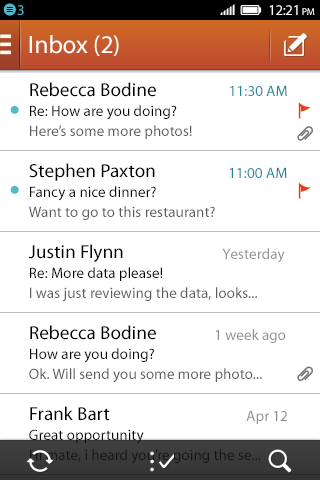 3
12:21 PM
Inbox (2)
Rebecca Bodine 11:30 AM
Re: How are you doing?
Here's some more photos!
Stephen Paxton 11:00 AM
Fancy a nice dinner?
Want to go to this restaurant?
Justin Flynn Yesterday
Re: More data please!
I was just reviewing the data, looks...
Rebecca Bodine 1 week ago
How are you doing?
Ok. Will send you some more photo...
Frank Bart Apr 12
Great opportunity
mate, i heard you're going the se...